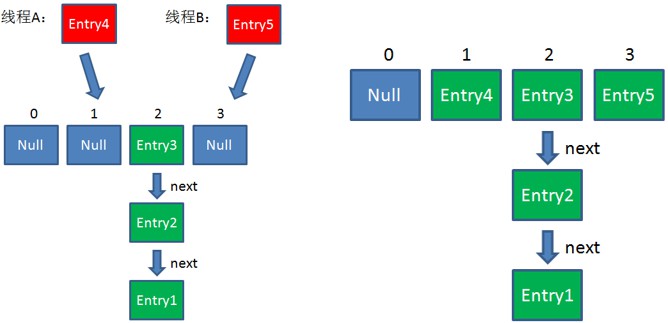 线程A： Entry4 线程B： Entry5
0 1 2 3
Null Null Entry3 Null
next
Entry2
next
Entry1
0 1 2 3
Null Entry4 Entry3 Entry5
next
Entry2
next
Entry1